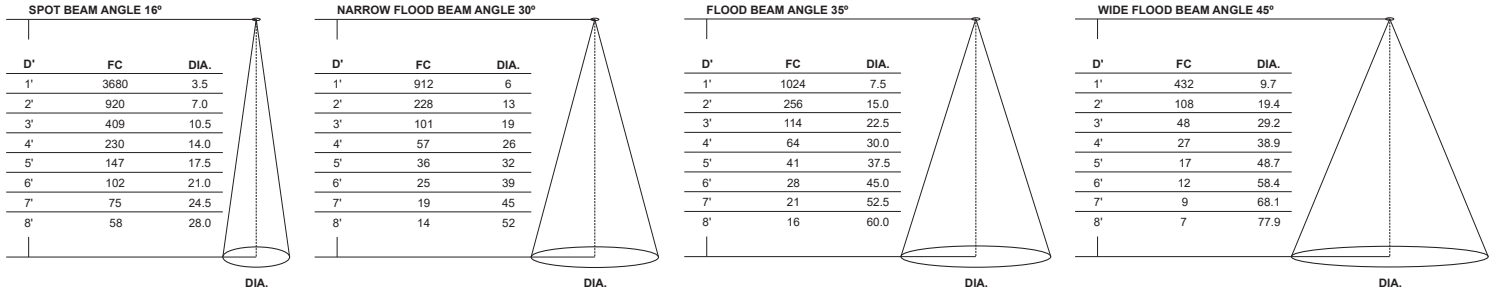 SPOT BEAM ANGLE 16º
D' FC DIA.
1' 3680 3.5
2' 920 7.0
3' 409 10.5
4' 230 14.0
5' 147 17.5
6' 102 21.0
7' 75 24.5
8' 58 28.0
DIA.
NARROW FLOOD BEAM ANGLE 30º
D' FC DIA.
1' 912 6
2' 228 13
3' 101 19
4' 57 26
5' 36 32
6' 25 39
7' 19 45
8' 14 52
DIA.
FLOOD BEAM ANGLE 35º
D' FC DIA.
1' 1024 7.5
2' 256 15.0
3' 114 22.5
4' 64 30.0
5' 41 37.5
6' 28 45.0
7' 21 52.5
8' 16 60.0
DIA.
WIDE FLOOD BEAM ANGLE 45º
D' FC DIA.
1' 432 9.7
2' 108 19.4
3' 48 29.2
4' 27 38.9
5' 17 48.7
6' 12 58.4
7' 9 68.1
8' 7 77.9
DIA.